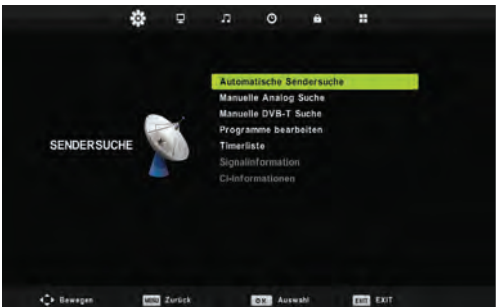 Automatische Sendersuche
Manuelle Analog Suche
Manuelle DVB-T Suche
Programme bearbeiten
SENDERSUCHE
Timerliste
Signalinformation
CI-Informationen
Bewegen MENU Zurück OK Auswahl EXIT EXIT